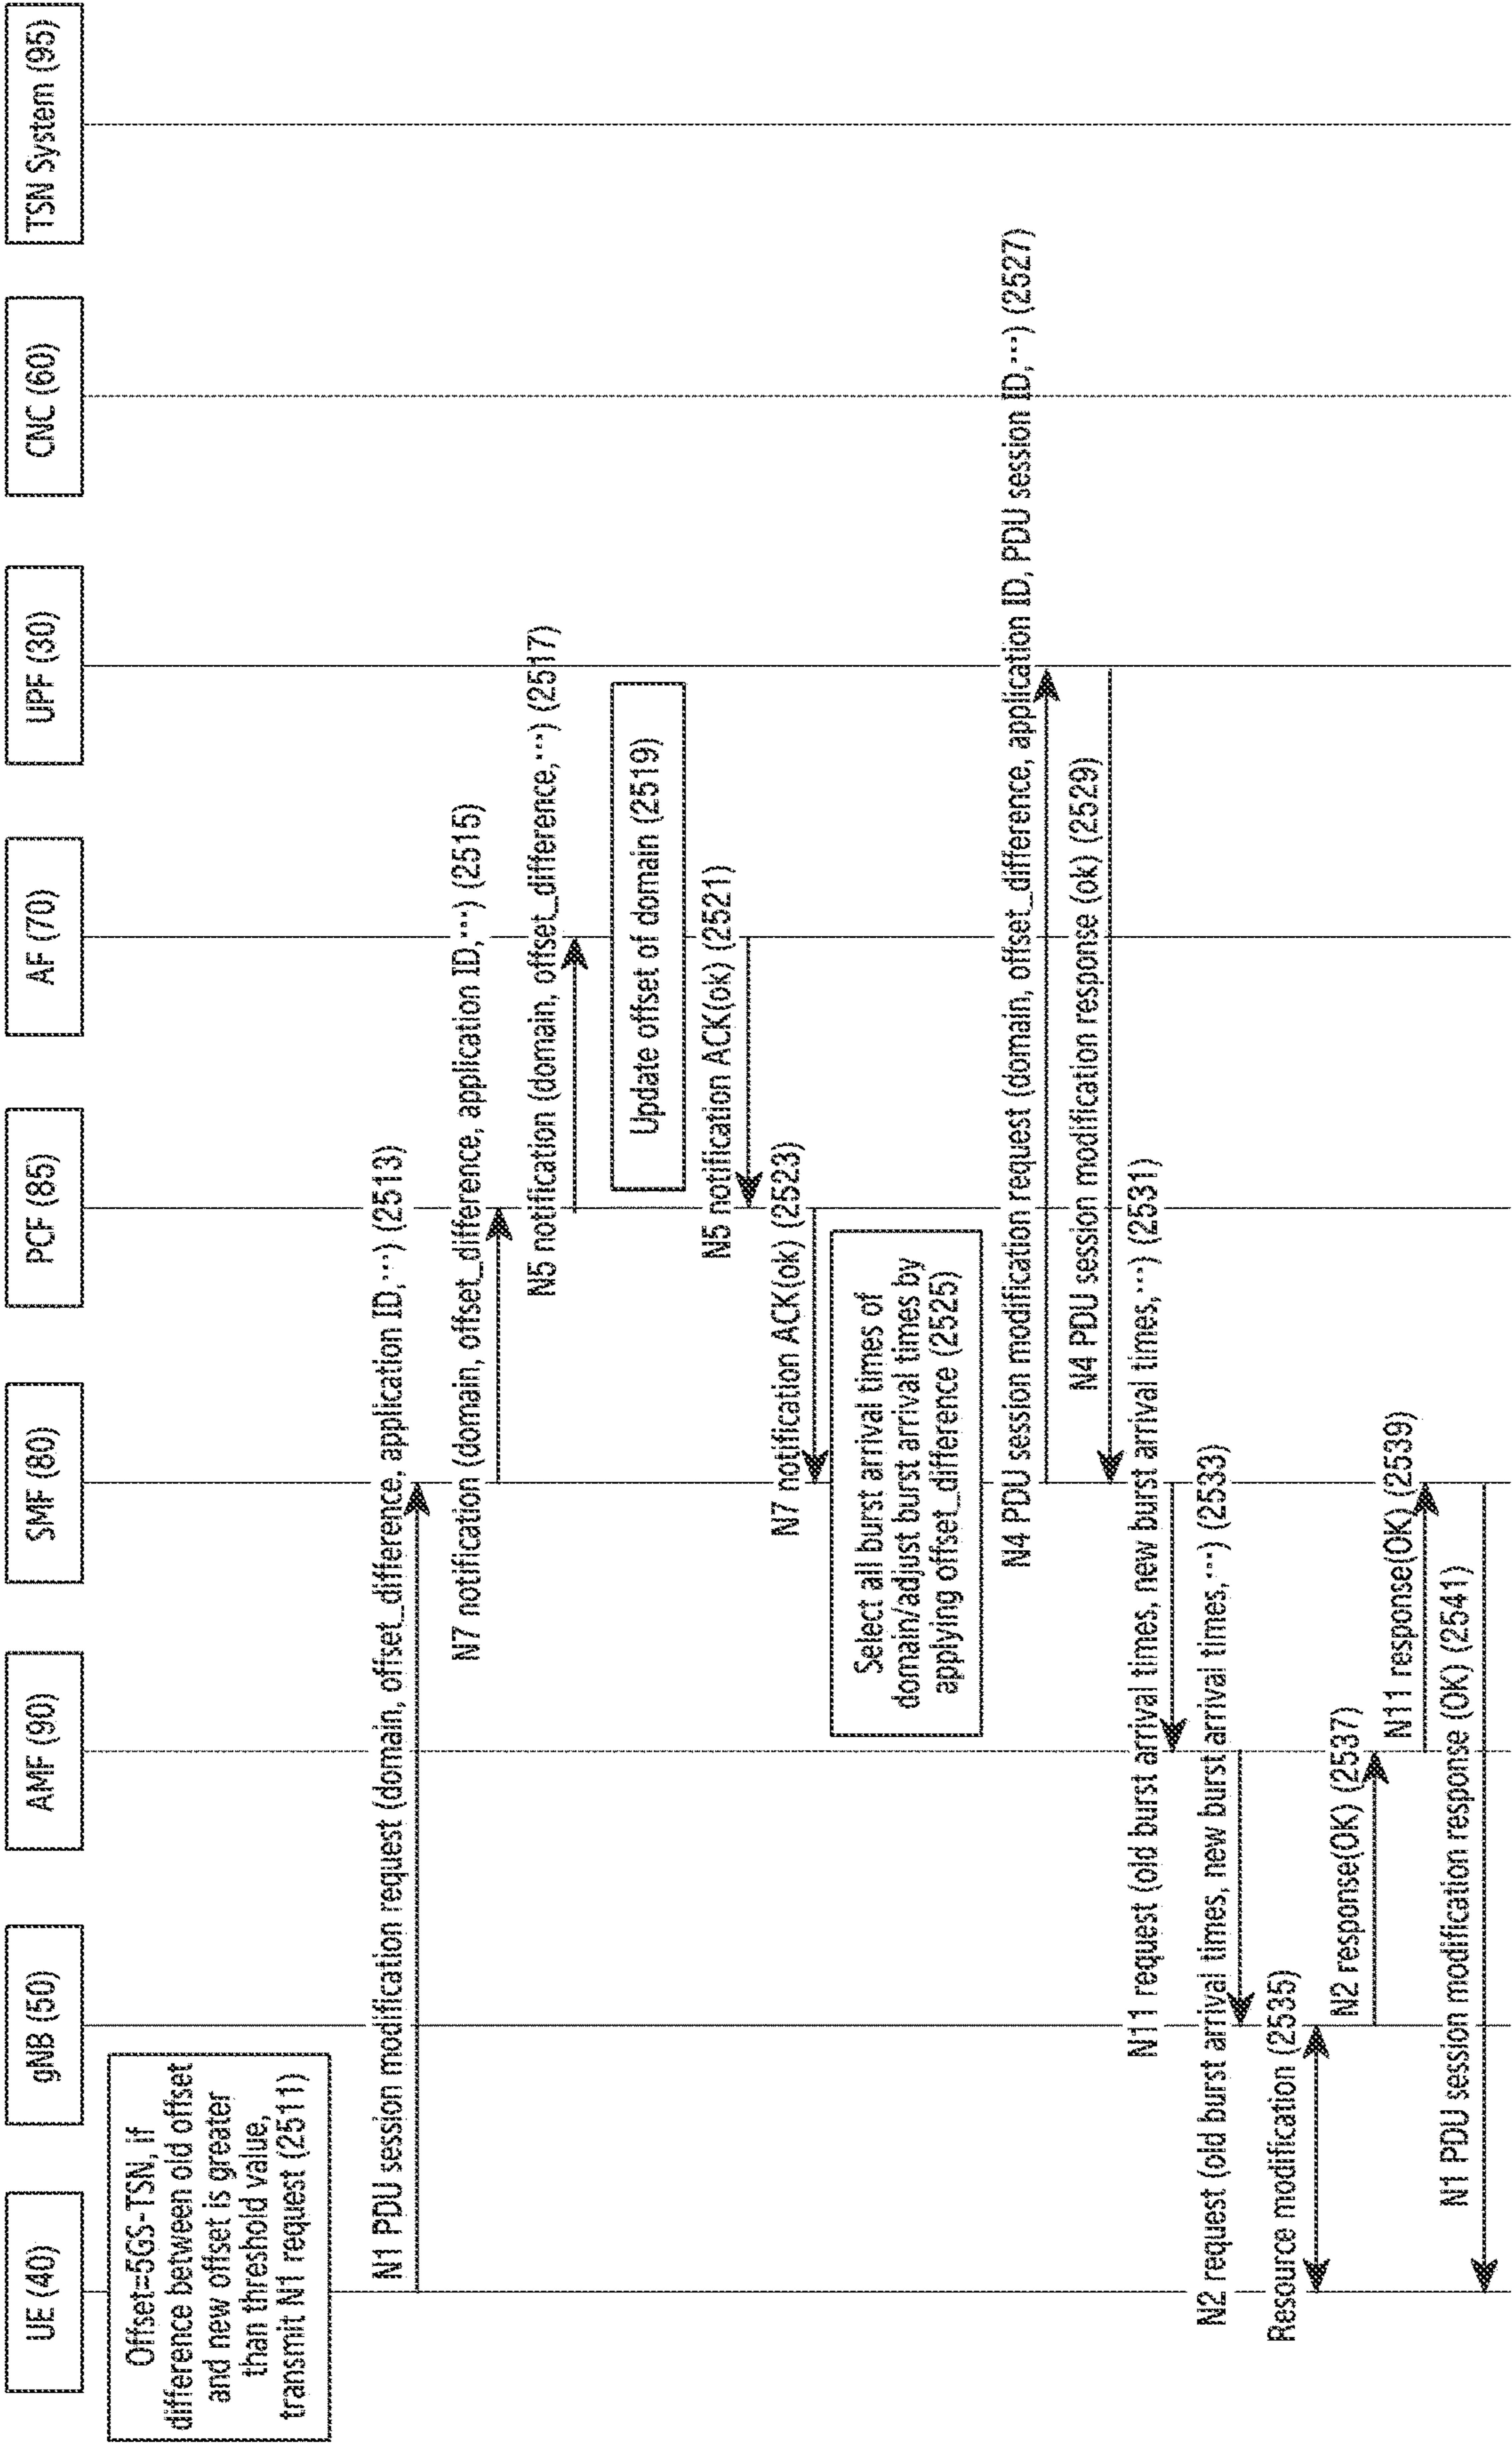 UE (40)
gNB (50)
AMF (90)
SMF (80)
PCF (85)
AF (70)
UPF (30)
CNC (60)
TSN System (95)
Offset=5GS-TSN, if
difference between old offset
and new offset is greater
than threshold value,
transmit N1 request (2511)
N1 PDU session modification request (domain, offset_difference, application ID,···) (2513)
N7 notification (domain, offset_difference, application ID,···) (2515)
N5 notification (domain, offset_difference,···) (2517)
Update offset of domain (2519)
N5 notification ACK(ok) (2521)
N7 notification ACK(ok) (2523)
Select all burst arrival times of
domain/adjust burst arrival times by
applying offset_difference (2525)
N4 PDU session modification request (domain, offset_difference, application ID, PDU session ID,···) (2527)
N4 PDU session modification response (ok) (2529)
N11 request (old burst arrival times, new burst arrival times,···) (2531)
N2 request (old burst arrival times, new burst arrival times,···) (2533)
Resource modification (2535)
N2 response(OK) (2537)
N11 response(OK) (2539)
N1 PDU session modification response (OK) (2541)